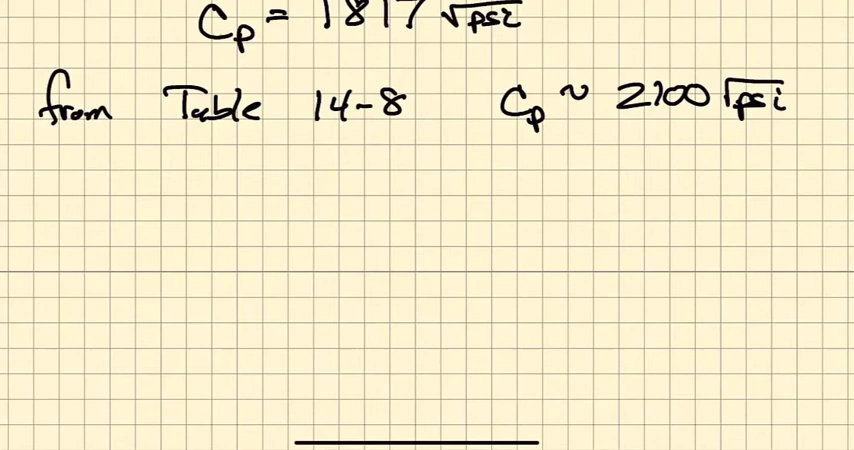 Cp = 1817 √psi
from Table 14-8 Cp ~ 2100 √psi